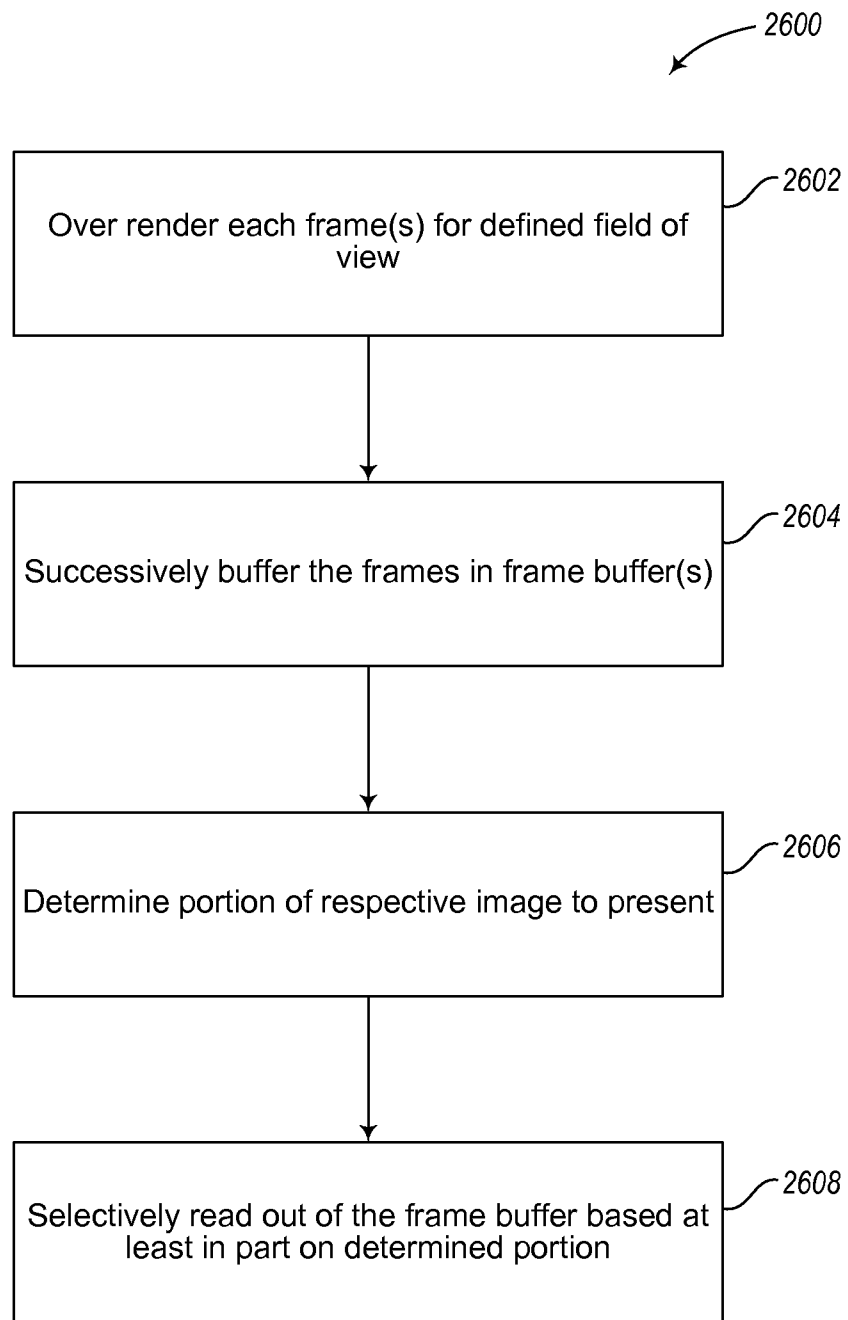 2600
2602
Over render each frame(s) for defined field of
view
2604
Successively buffer the frames in frame buffer(s)
2606
Determine portion of respective image to present
2608
Selectively read out of the frame buffer based at
least in part on determined portion